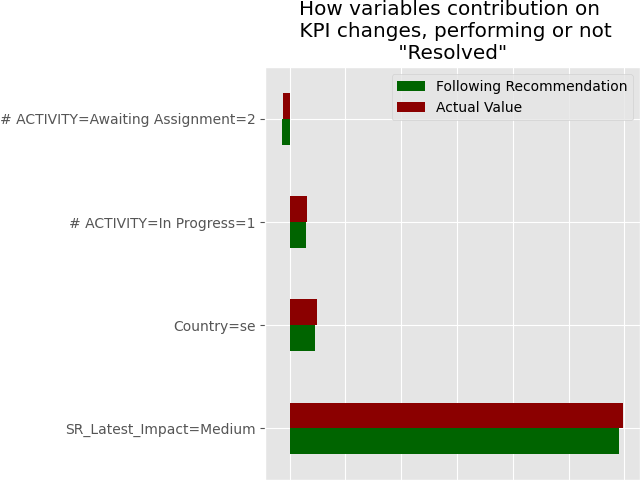 How variables contribution on
KPI changes, performing or not
"Resolved"
Following Recommendation
Actual Value
# ACTIVITY=Awaiting Assignment=2
# ACTIVITY=In Progress=1
Country=se
SR_Latest_Impact=Medium